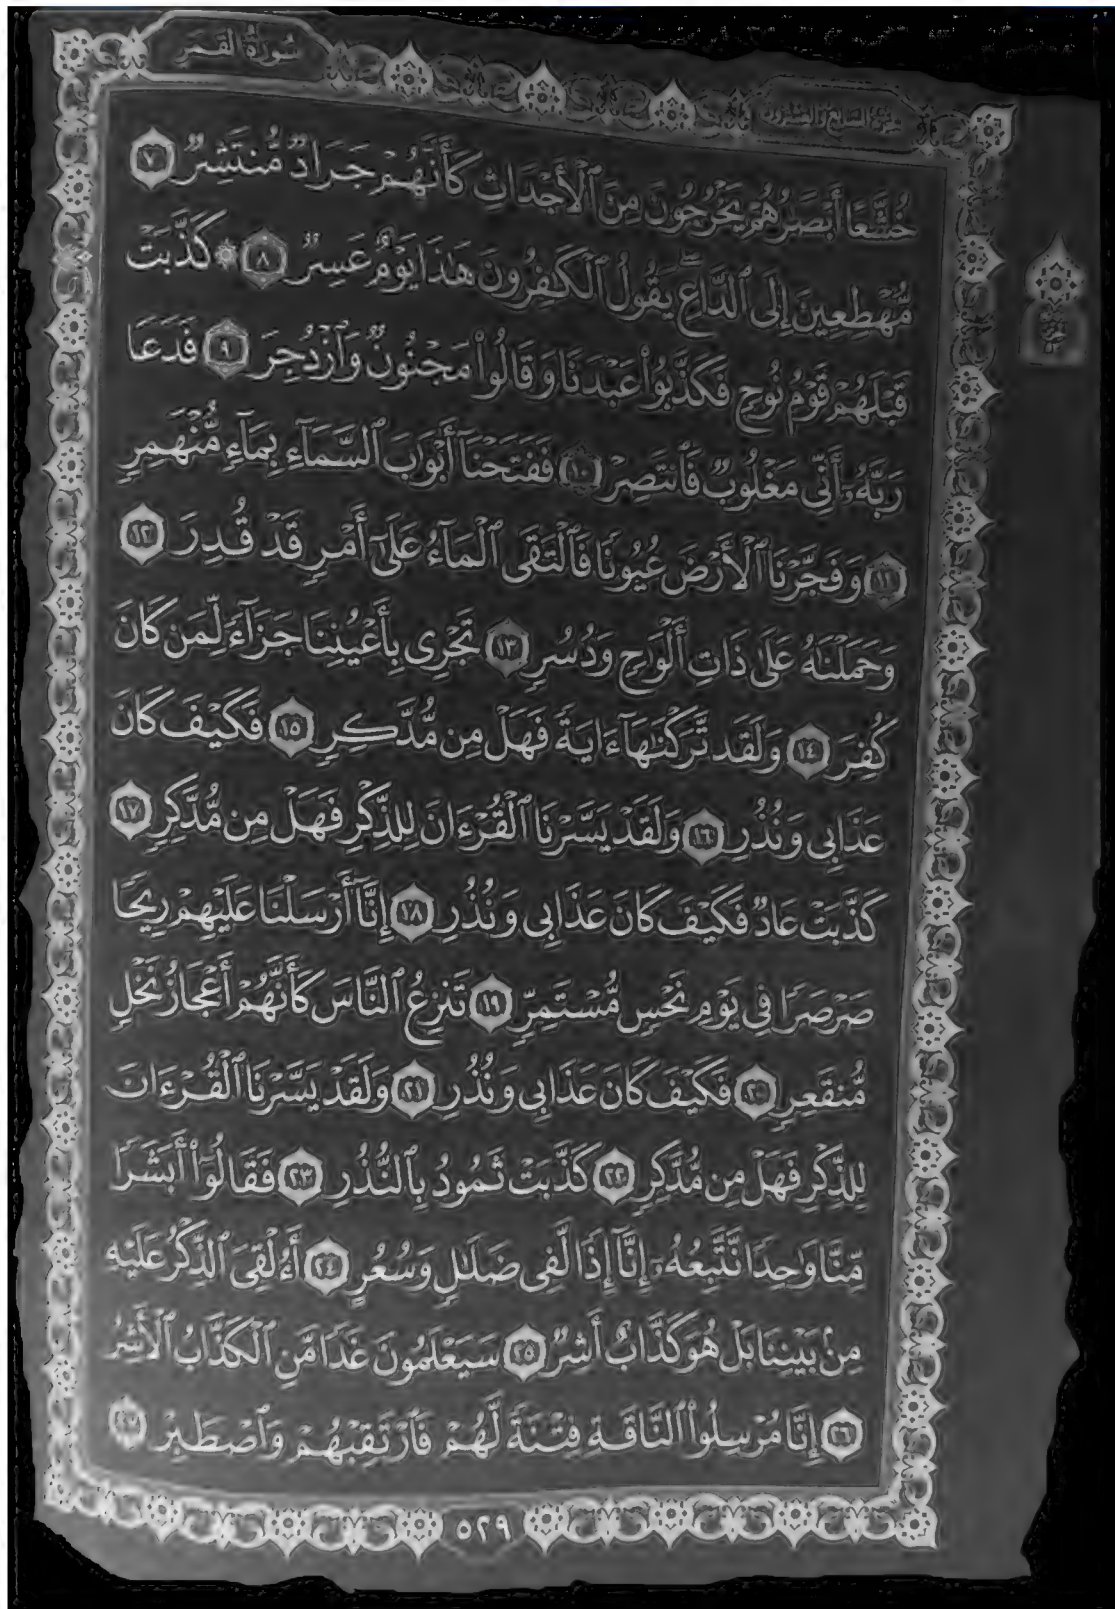 سُورَةُ القَمَر
الجزء السابع والعشرون
خُشَّعًا أَبْصَٰرُهُمْ يَخْرُجُونَ مِنَ ٱلْأَجْدَاثِ كَأَنَّهُمْ جَرَادٌ مُّنتَشِرٌ ٧
مُّهْطِعِينَ إِلَى ٱلدَّاعِ يَقُولُ ٱلْكَٰفِرُونَ هَٰذَا يَوْمٌ عَسِرٌ ٨ ۞ كَذَّبَتْ
قَبْلَهُمْ قَوْمُ نُوحٍ فَكَذَّبُوا۟ عَبْدَنَا وَقَالُوا۟ مَجْنُونٌ وَٱزْدُجِرَ ٩ فَدَعَا
رَبَّهُۥٓ أَنِّي مَغْلُوبٌ فَٱنتَصِرْ ١٠ فَفَتَحْنَآ أَبْوَٰبَ ٱلسَّمَآءِ بِمَآءٍ مُّنْهَمِرٍ
١١ وَفَجَّرْنَا ٱلْأَرْضَ عُيُونًا فَٱلْتَقَى ٱلْمَآءُ عَلَىٰٓ أَمْرٍ قَدْ قُدِرَ ١٢
وَحَمَلْنَٰهُ عَلَىٰ ذَاتِ أَلْوَٰحٍ وَدُسُرٍ ١٣ تَجْرِي بِأَعْيُنِنَا جَزَآءً لِّمَن كَانَ
كُفِرَ ١٤ وَلَقَد تَّرَكْنَٰهَآ ءَايَةً فَهَلْ مِن مُّدَّكِرٍ ١٥ فَكَيْفَ كَانَ
عَذَابِي وَنُذُرِ ١٦ وَلَقَدْ يَسَّرْنَا ٱلْقُرْءَانَ لِلذِّكْرِ فَهَلْ مِن مُّدَّكِرٍ ١٧
كَذَّبَتْ عَادٌ فَكَيْفَ كَانَ عَذَابِي وَنُذُرِ ١٨ إِنَّآ أَرْسَلْنَا عَلَيْهِمْ رِيحًا
صَرْصَرًا فِي يَوْمِ نَحْسٍ مُّسْتَمِرٍّ ١٩ تَنزِعُ ٱلنَّاسَ كَأَنَّهُمْ أَعْجَازُ نَخْلٍ
مُّنقَعِرٍ ٢٠ فَكَيْفَ كَانَ عَذَابِي وَنُذُرِ ٢١ وَلَقَدْ يَسَّرْنَا ٱلْقُرْءَانَ
لِلذِّكْرِ فَهَلْ مِن مُّدَّكِرٍ ٢٢ كَذَّبَتْ ثَمُودُ بِٱلنُّذُرِ ٢٣ فَقَالُوٓا۟ أَبَشَرًا
مِّنَّا وَٰحِدًا نَّتَّبِعُهُۥٓ إِنَّآ إِذًا لَّفِي ضَلَٰلٍ وَسُعُرٍ ٢٤ أَءُلْقِيَ ٱلذِّكْرُ عَلَيْهِ
مِنۢ بَيْنِنَا بَلْ هُوَ كَذَّابٌ أَشِرٌ ٢٥ سَيَعْلَمُونَ غَدًا مَّنِ ٱلْكَذَّابُ ٱلْأَشِرُ
٢٦ إِنَّا مُرْسِلُوا۟ ٱلنَّاقَةِ فِتْنَةً لَّهُمْ فَٱرْتَقِبْهُمْ وَٱصْطَبِرْ ٢٧
٥٢٩